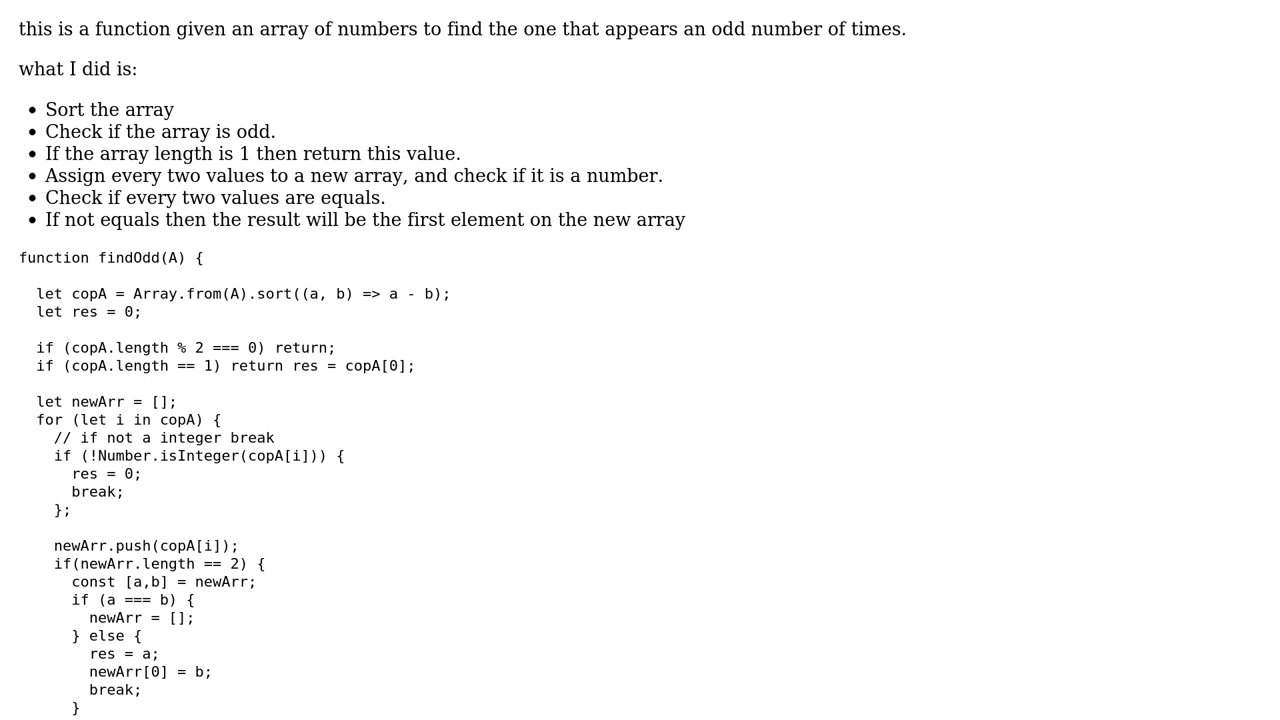 this is a function given an array of numbers to find the one that appears an odd number of times.
what I did is:
• Sort the array
• Check if the array is odd.
• If the array length is 1 then return this value.
• Assign every two values to a new array, and check if it is a number.
• Check if every two values are equals.
• If not equals then the result will be the first element on the new array
function findOdd(A) {
  let copA = Array.from(A).sort((a, b) => a - b);
  let res = 0;
  if (copA.length % 2 === 0) return;
  if (copA.length == 1) return res = copA[0];
  let newArr = [];
  for (let i in copA) {
    // if not a integer break
    if (!Number.isInteger(copA[i])) {
      res = 0;
      break;
    };
    newArr.push(copA[i]);
    if(newArr.length == 2) {
      const [a,b] = newArr;
      if (a === b) {
        newArr = [];
      } else {
        res = a;
        newArr[0] = b;
        break;
      }